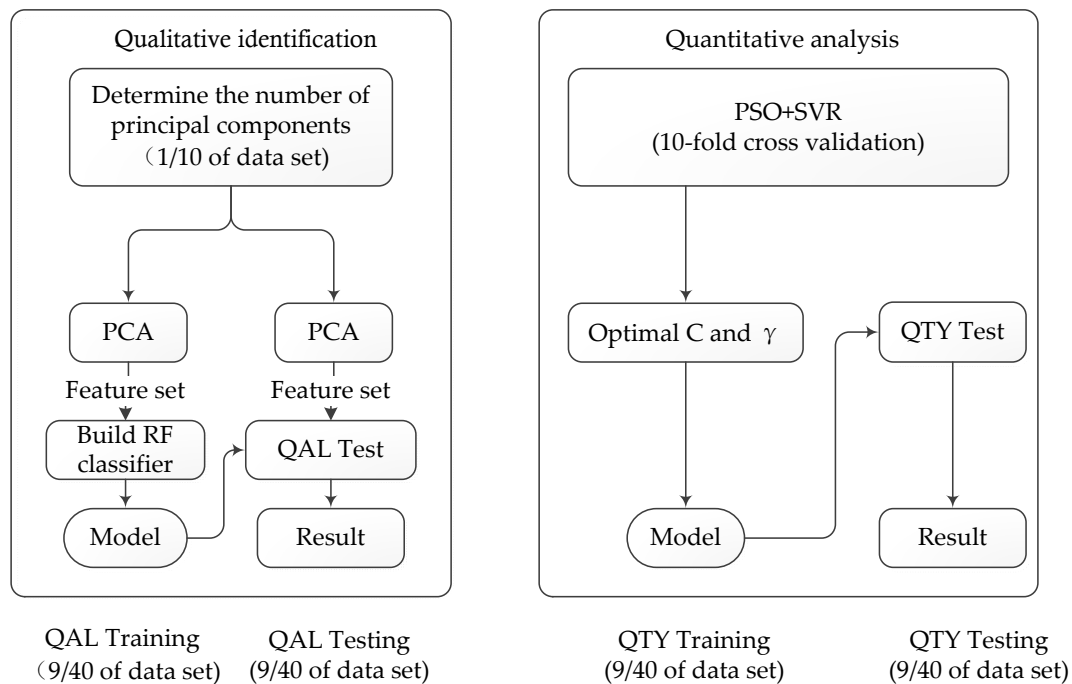 Qualitative identification
Determine the number of
principal components
（1/10 of data set)
PCA
PCA
Feature set
Feature set
Build RF
classifier
QAL Test
Model
Result
QAL Training
（9/40 of data set)
QAL Testing
(9/40 of data set)
Quantitative analysis
PSO+SVR
(10-fold cross validation)
Optimal C and γ
QTY Test
Model
Result
QTY Training
(9/40 of data set)
QTY Testing
(9/40 of data set)